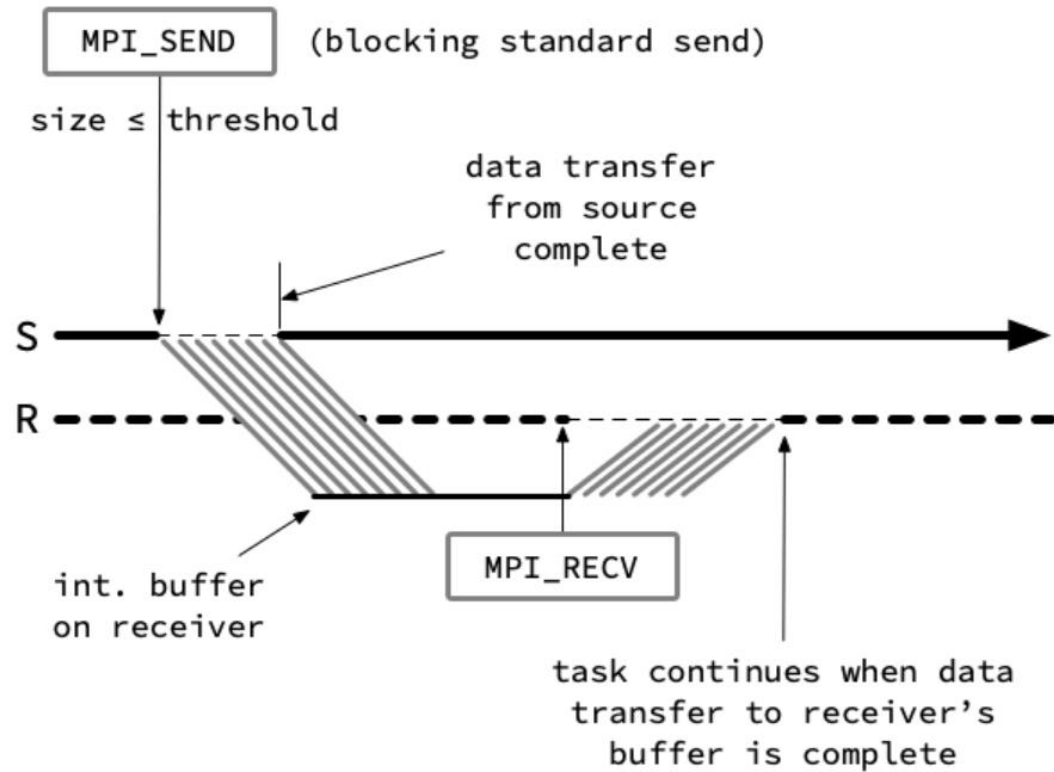 MPI_SEND (blocking standard send)
size ≤ threshold
data transfer
from source
complete
S
R
MPI_RECV
int. buffer
on receiver
task continues when data
transfer to receiver’s
buffer is complete